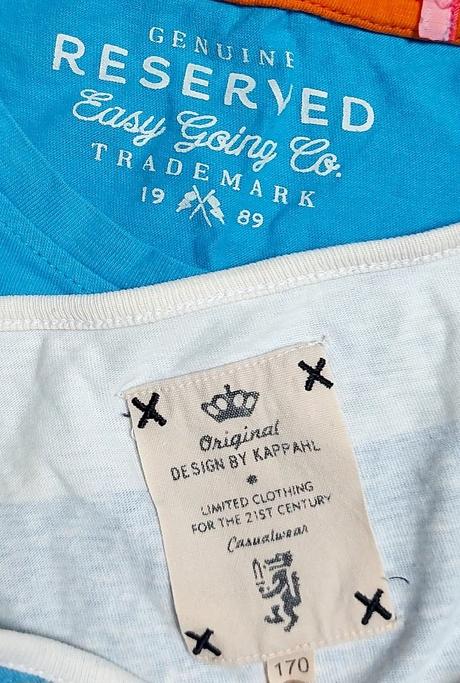 GENUINE
RESERVED
Easy Going Co.
TRADEMARK
19 89
Original
DESIGN BY KAPPAHL
LIMITED CLOTHING
FOR THE 21ST CENTURY
Casualwear
170